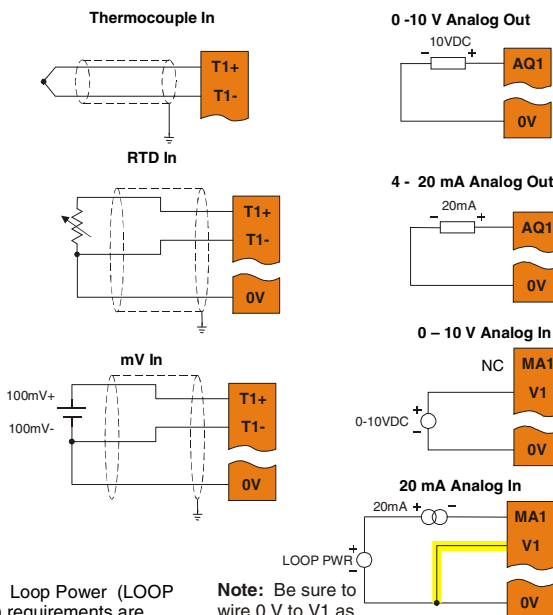 Thermocouple In
T1+
T1-
RTD In
T1+
T1-
0V
mV In
100mV+
100mV-
T1+
T1-
0V
Loop Power (LOOP
requirements are
0 -10 V Analog Out
10VDC
- +
AQ1
0V
4 - 20 mA Analog Out
20mA
- +
AQ1
0V
0 – 10 V Analog In
NC
MA1
V1
+
0-10VDC
-
0V
20 mA Analog In
20mA + -
MA1
V1
LOOP PWR
+
-
0V
Note: Be sure to
wire 0 V to V1 as